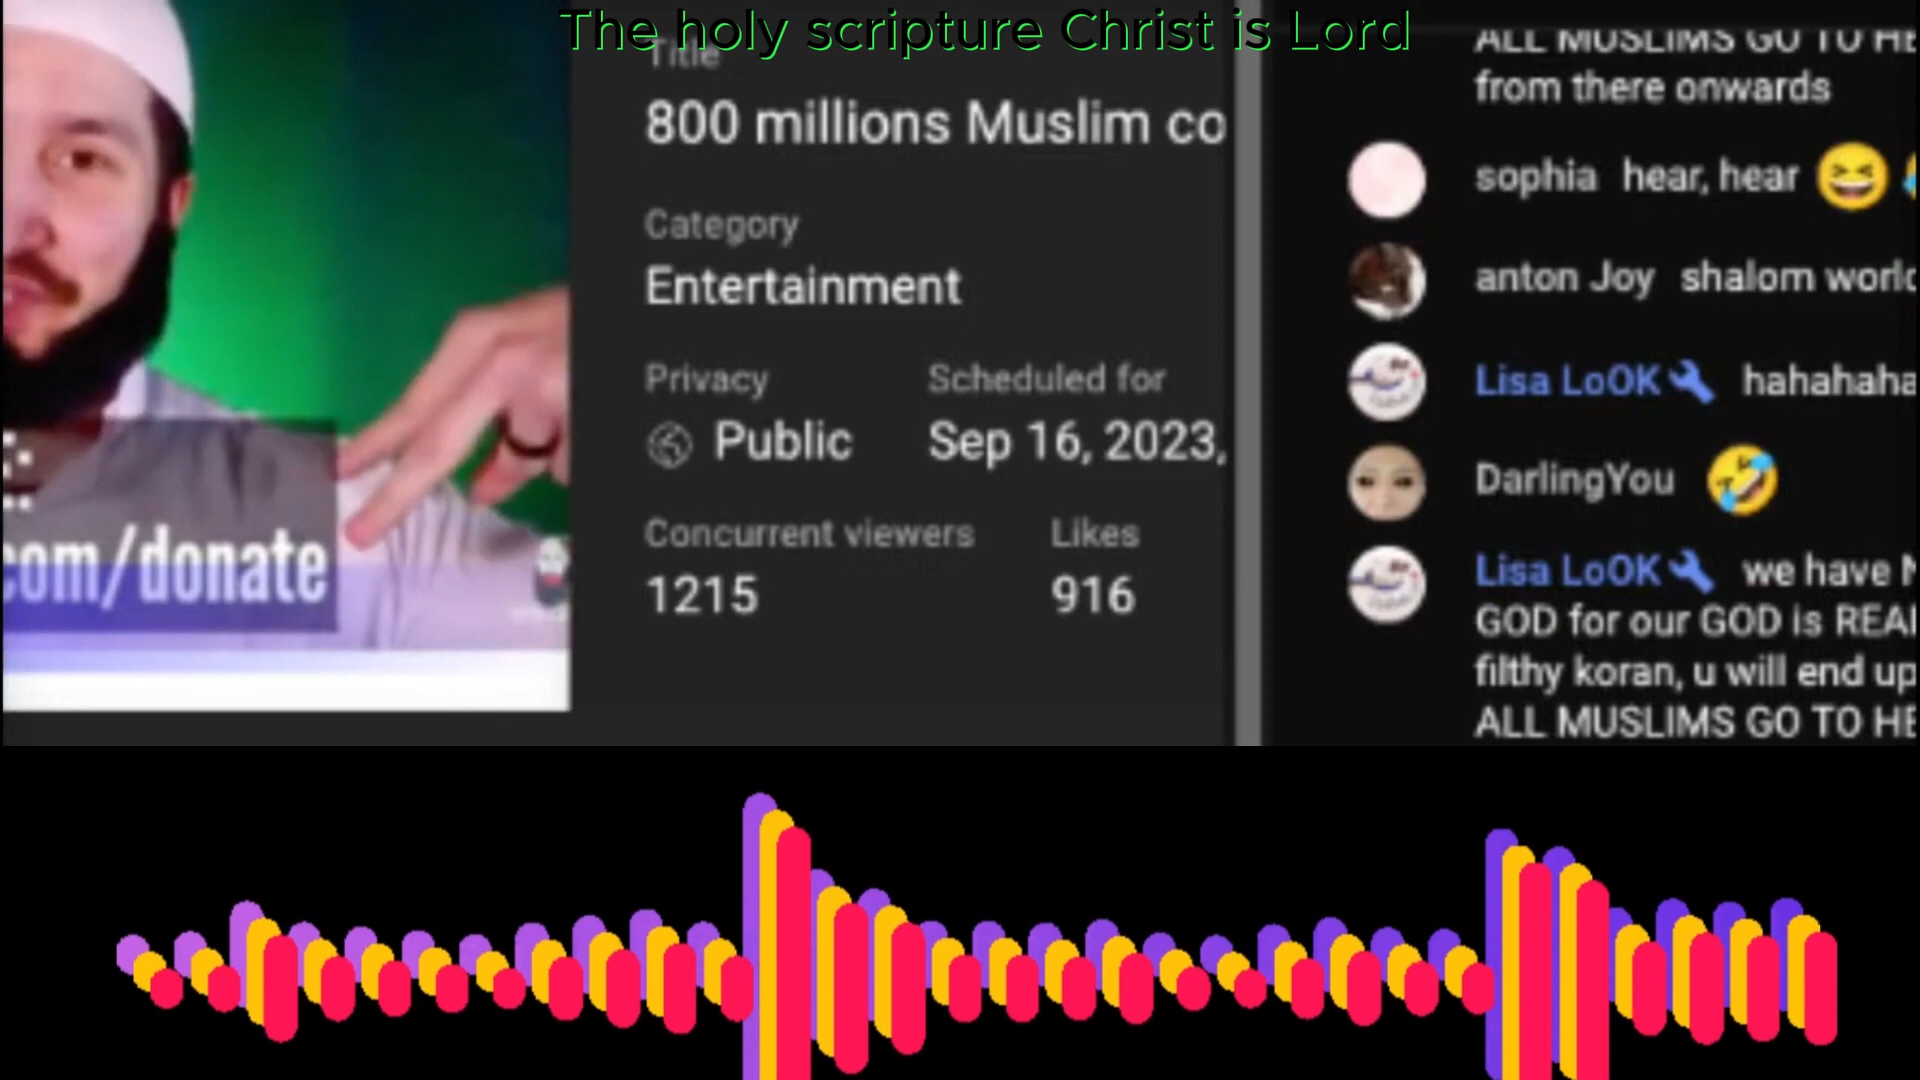 The holy scripture Christ is Lord
Title
800 millions Muslim co
Category
Entertainment
Privacy
Scheduled for
Public
Sep 16, 2023,
Concurrent viewers
Likes
1215
916
com/donate
ALL MUSLIMS GO TO HE
from there onwards
sophia hear, hear
anton Joy shalom world
Lisa LoOK hahahaha
DarlingYou
Lisa LoOK we have
GOD for our GOD is REAL
filthy koran, u will end up
ALL MUSLIMS GO TO HE